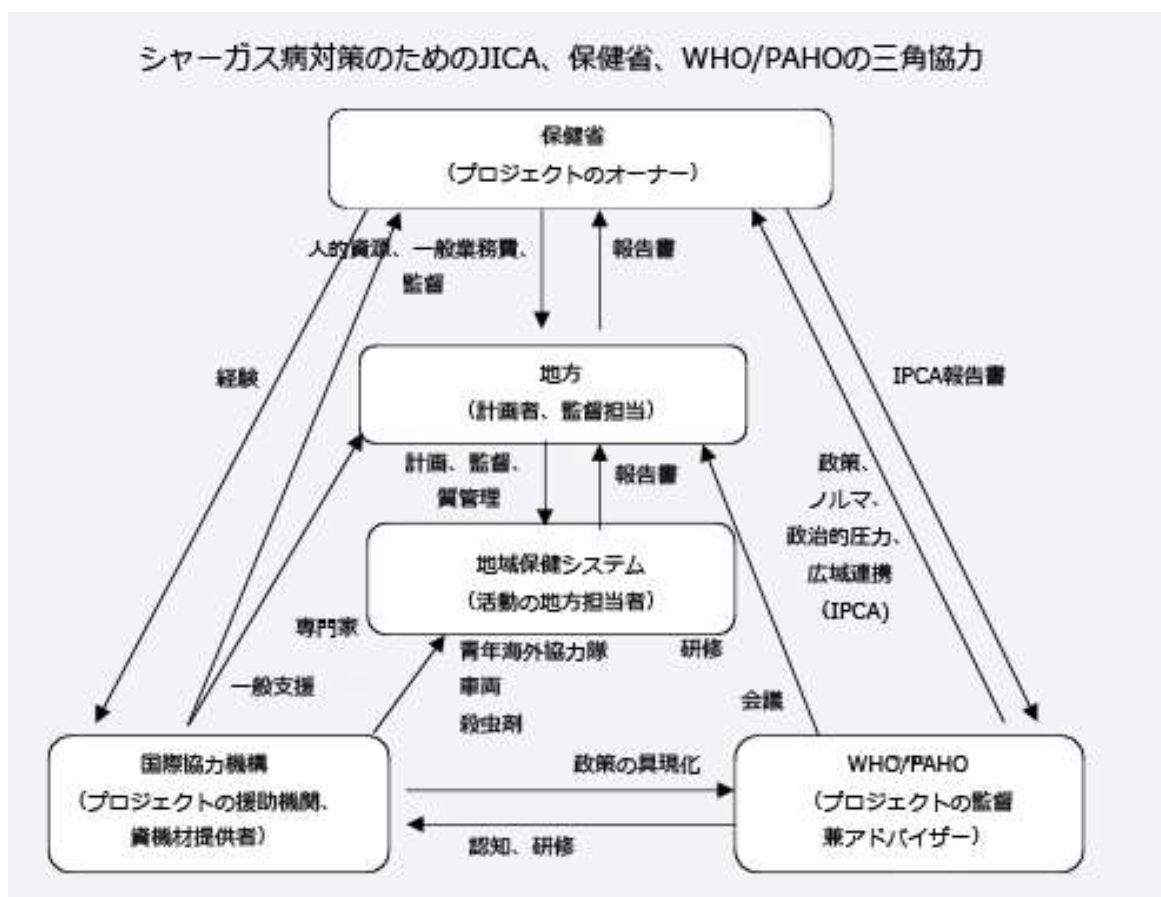 シャーガス病対策のためのJICA、保健省、WHO/PAHOの三角協力
保健省
(プロジェクトのオーナー)
人的資源、一般業務費、
監督
報告書
経験
地方
(計画者、監督担当)
IPCA報告書
計画、監督、
質管理
報告書
政策、
ノルマ、
政治的圧力、
広域連携
(IPCA)
地域保健システム
(活動の地方担当者)
専門家
一般支援
青年海外協力隊
車両
殺虫剤
研修
会議
国際協力機構
(プロジェクトの援助機関、
資機材提供者)
政策の具現化
認知、研修
WHO/PAHO
(プロジェクトの監督
兼アドバイザー)